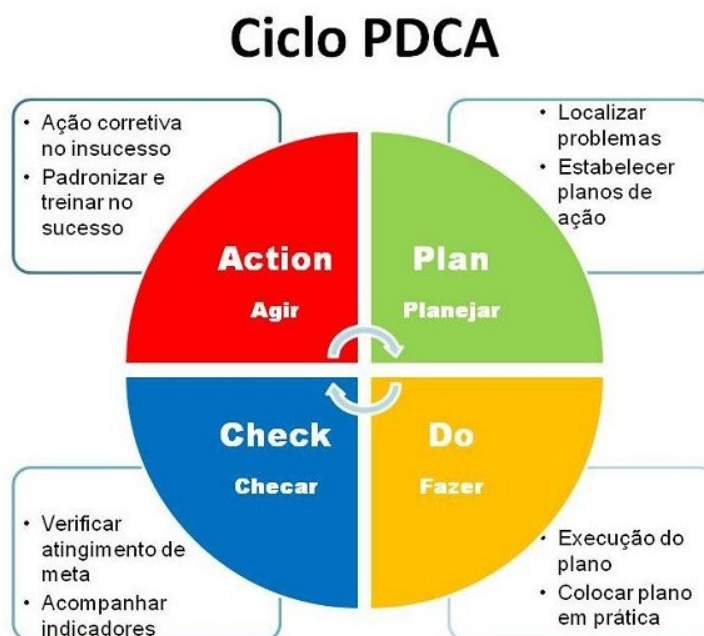 Ciclo PDCA
• Ação corretiva
no insucesso
• Padronizar e
treinar no
sucesso
• Localizar
problemas
• Estabelecer
planos de
ação
Action
Agir
Plan
Planejar
Check
Checar
Do
Fazer
• Verificar
atingimento de
meta
• Acompanhar
indicadores
• Execução do
plano
• Colocar plano
em prática